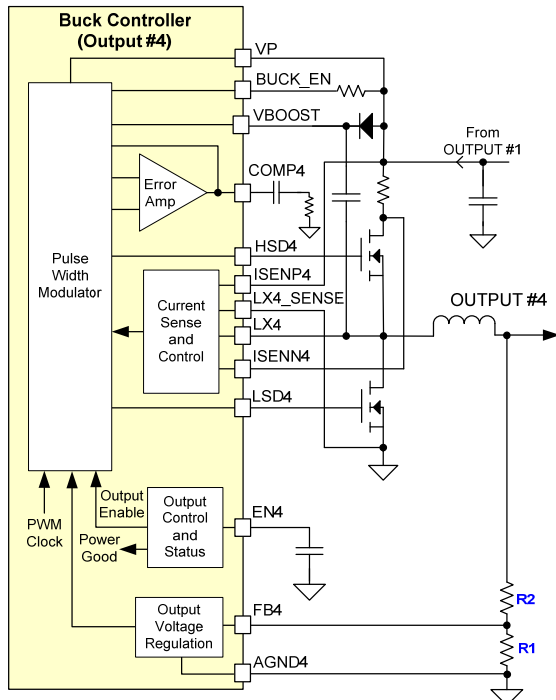 Buck Controller
(Output #4)
VP
BUCK_EN
VBOOST
From
OUTPUT #1
Error
Amp
COMP4
HSD4
Pulse
Width
Modulator
ISENP4
LX4_SENSE
Current
Sense
and
Control
LX4
OUTPUT #4
ISENN4
LSD4
Output
Enable
Output
Control
and
Status
EN4
PWM
Clock
Power
Good
R2
Output
Voltage
Regulation
FB4
R1
AGND4